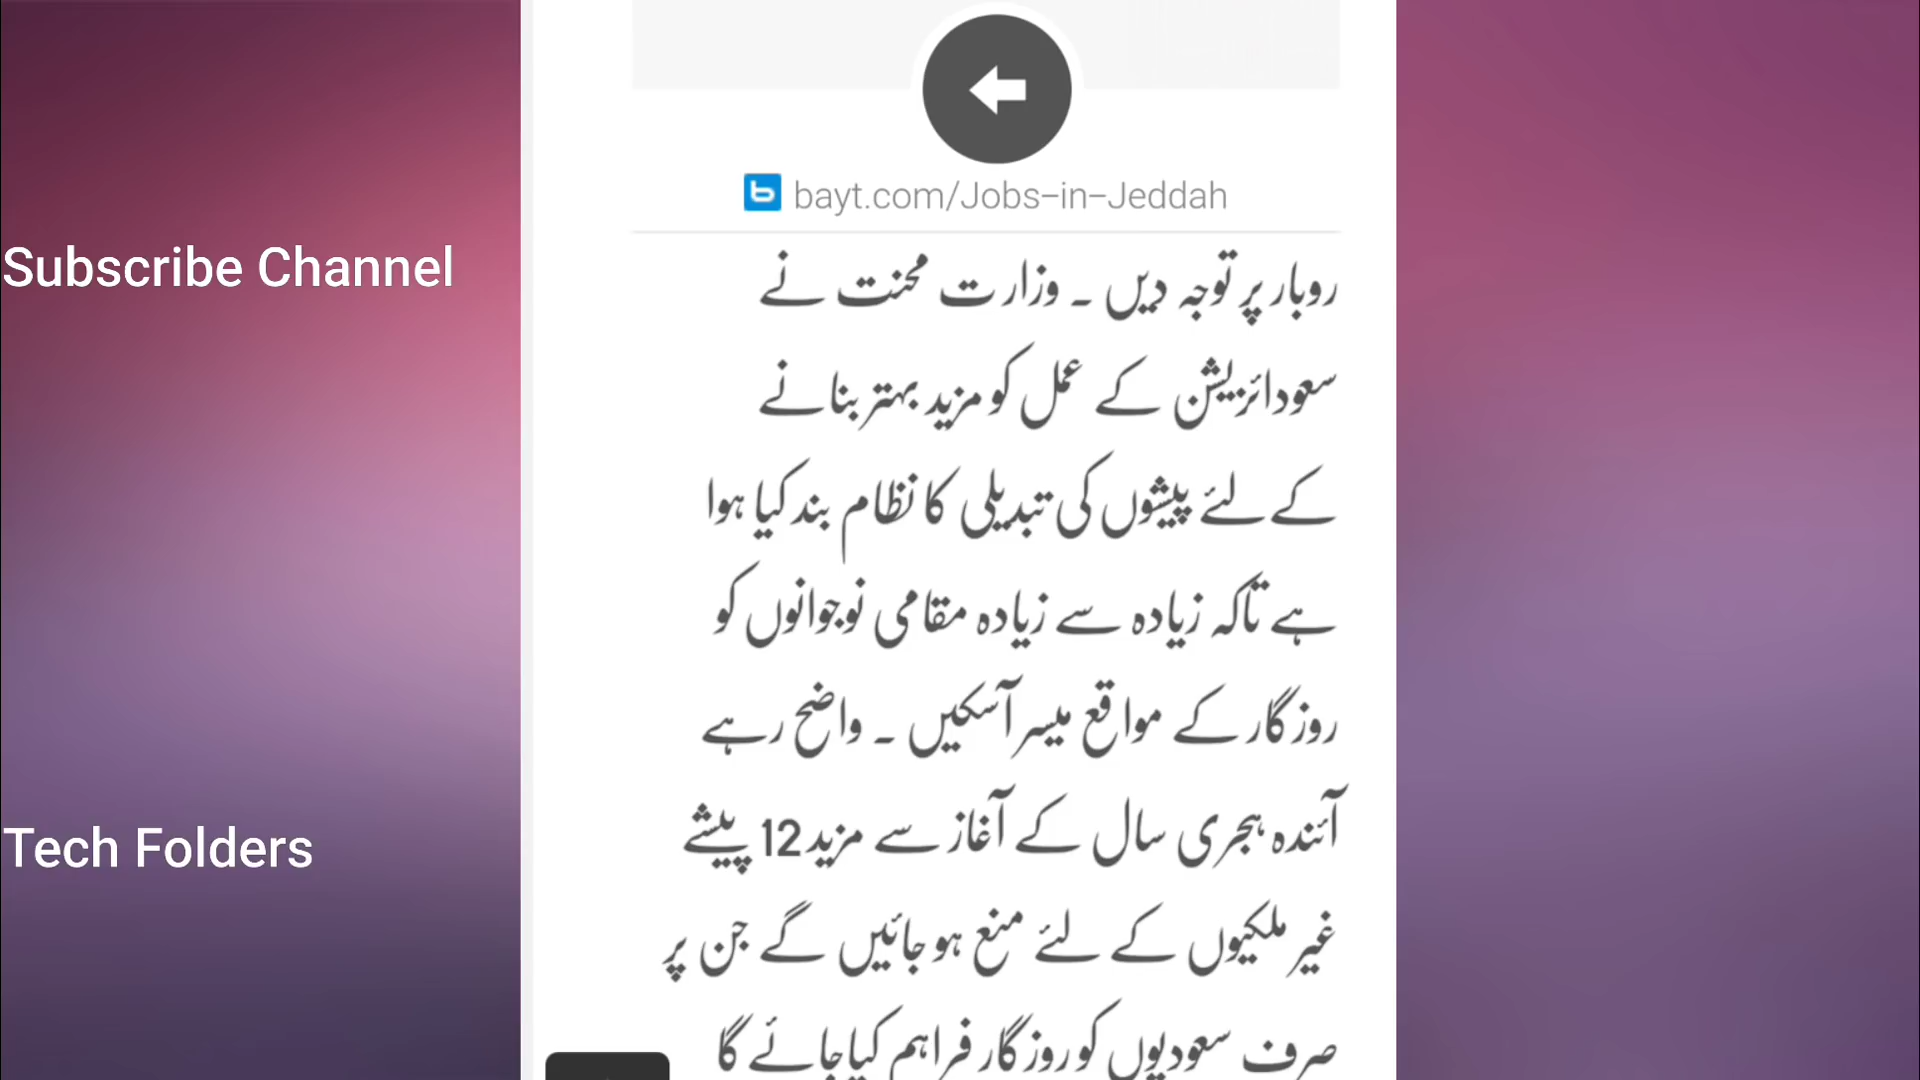 bayt.com/Jobs-in-Jeddah
Subscribe Channel
روبار پر توجہ دیں ۔ وزارت محنت نے
سعودائزیشن کے عمل کو مزید بہتر بنانے
کے لئے پیشوں کی تبدیلی کا نظام بند کیا ہوا
ہے تاکہ زیادہ سے زیادہ مقامی نوجوانوں کو
روزگار کے مواقع میسر آسکیں ۔ واضح رہے
آئندہ ہجری سال کے آغاز سے مزید 12 پیشے
غیر ملکیوں کے لئے منع ہو جائیں گے جن پر
صرف سعودیوں کو روزگار فراہم کیا جائے گا
Tech Folders